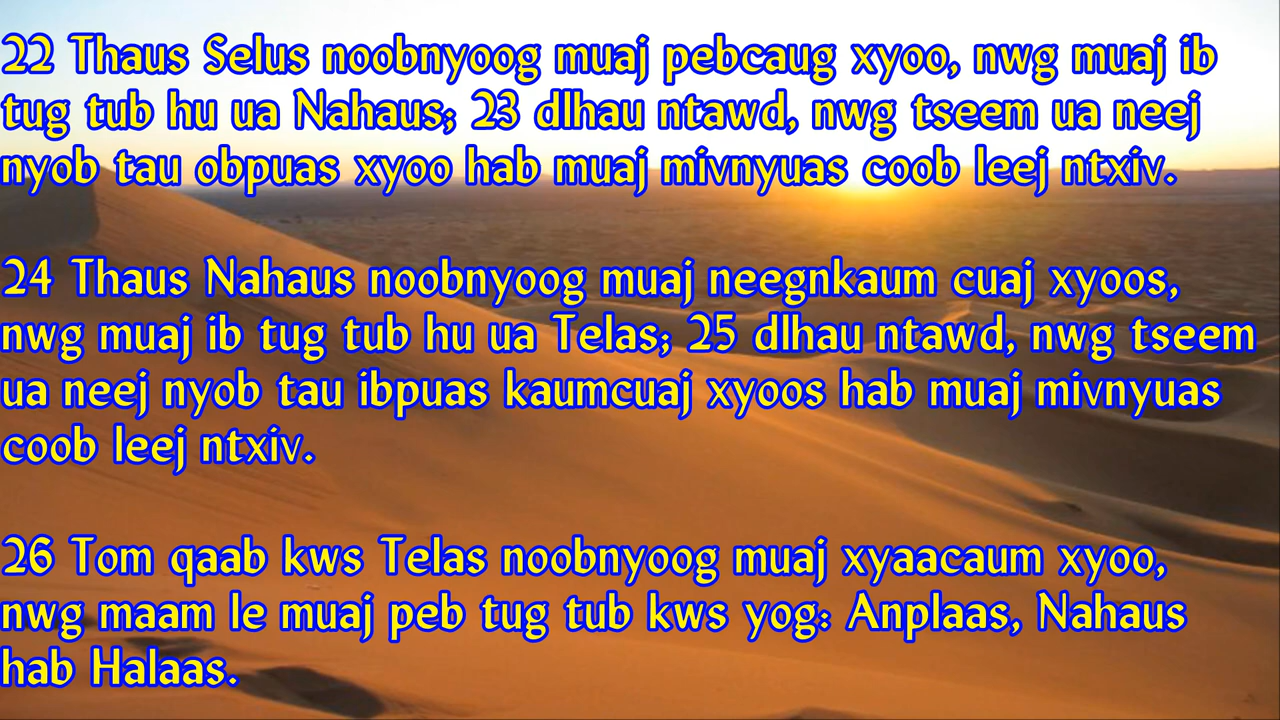 22 Thaus Selus noobnyoog muaj pebcaug xyoo, nwg muaj ib
tug tub hu ua Nahaus; 23 dlhau ntawd, nwg tseem ua neej
nyob tau obpuas xyoo hab muaj mivnyuas coob leej ntxiv.
24 Thaus Nahaus noobnyoog muaj neegnkaum cuaj xyoos,
nwg muaj ib tug tub hu ua Telas; 25 dlhau ntawd, nwg tseem
ua neej nyob tau ibpuas kaumcuaj xyoos hab muaj mivnyuas
coob leej ntxiv.
26 Tom qaab kws Telas noobnyoog muaj xyaacaum xyoo,
nwg maam le muaj peb tug tub kws yog: Anplaas, Nahaus
hab Halaas.